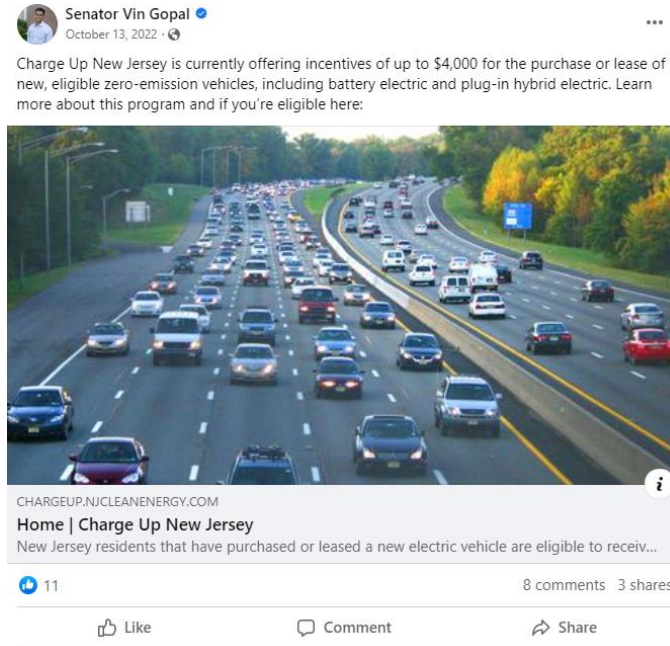 Senator Vin Gopal
October 13, 2022 ·
Charge Up New Jersey is currently offering incentives of up to $4,000 for the purchase or lease of
new, eligible zero-emission vehicles, including battery electric and plug-in hybrid electric. Learn
more about this program and if you're eligible here:
i
CHARGEUP.NJCLEANENERGY.COM
Home | Charge Up New Jersey
New Jersey residents that have purchased or leased a new electric vehicle are eligible to receiv...
11
8 comments 3 shares
Like Comment Share